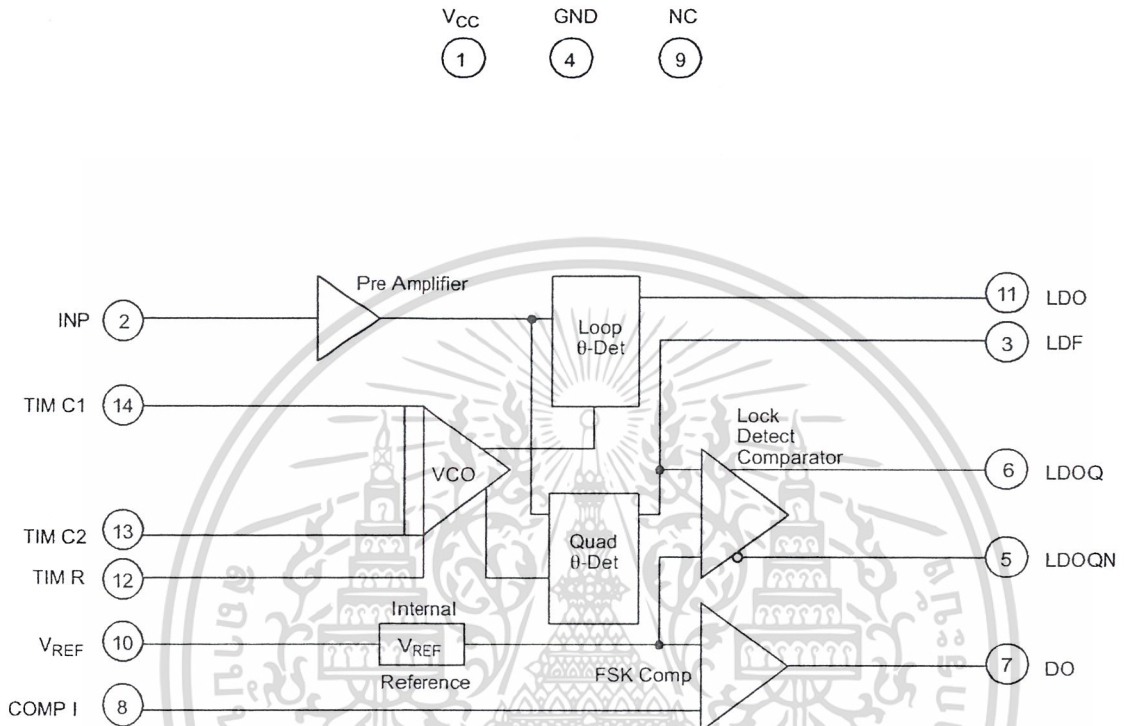 VCC GND NC
1 4 9
Pre Amplifier
11 LDO
INP 2
Loop
θ-Det
3 LDF
TIM C1 14
Lock
Detect
Comparator
VCO
6 LDOQ
TIM C2 13
Quad
θ-Det
5 LDOQN
TIM R 12
Internal
VREF 10
VREF
Reference
FSK Comp
7 DO
COMP I 8